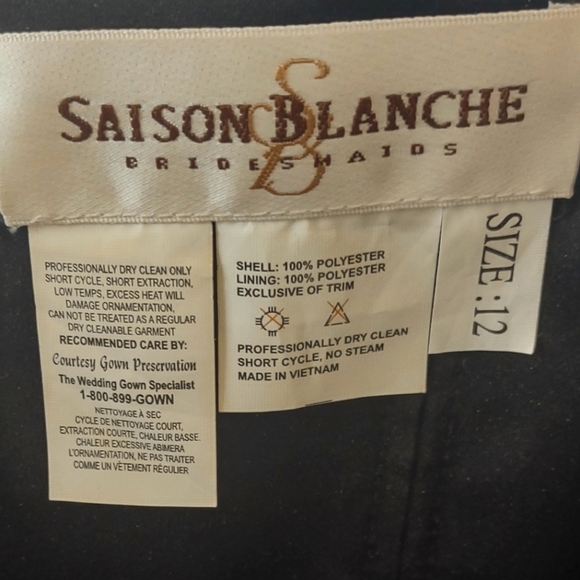 SAISON BLANCHE
BRIDESMAIDS
PROFESSIONALLY DRY CLEAN ONLY
SHORT CYCLE, SHORT EXTRACTION,
LOW TEMPS, EXCESS HEAT WILL
DAMAGE ORNAMENTATION,
CAN NOT BE TREATED AS A REGULAR
DRY CLEANABLE GARMENT
RECOMMENDED CARE BY:
Courtesy Gown Preservation
The Wedding Gown Specialist
1-800-899-GOWN
NETTOYAGE À SEC
CYCLE DE NETTOYAGE COURT,
EXTRACTION COURTE, CHALEUR BASSE.
CHALEUR EXCESSIVE ABIMERA
L'ORNAMENTATION, NE PAS TRAITER
COMME UN VÊTEMENT RÉGULIER
SHELL: 100% POLYESTER
LINING: 100% POLYESTER
EXCLUSIVE OF TRIM
PROFESSIONALLY DRY CLEAN
SHORT CYCLE, NO STEAM
MADE IN VIETNAM
SIZE :12